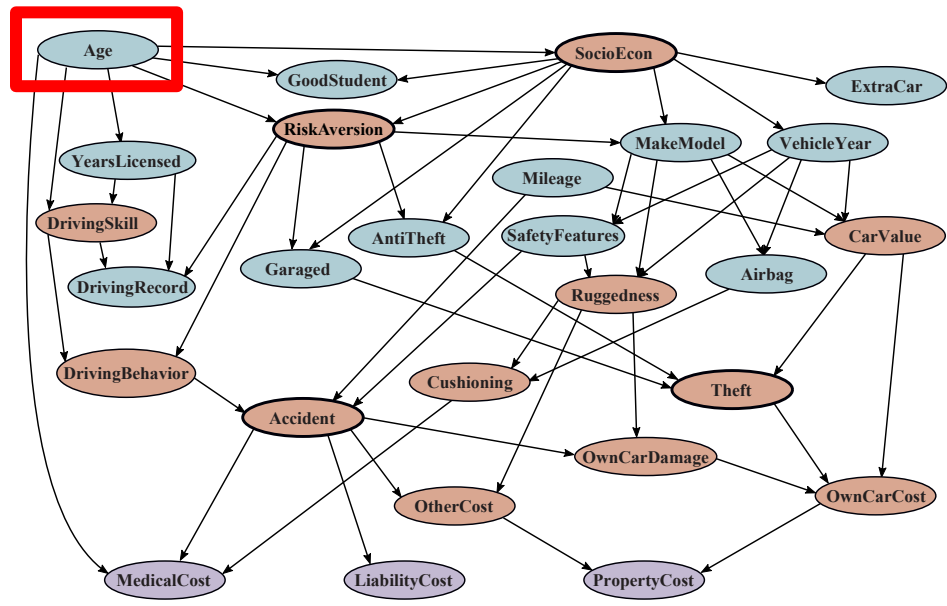 Age
SocioEcon
GoodStudent
ExtraCar
RiskAversion
MakeModel
VehicleYear
YearsLicensed
Mileage
DrivingSkill
AntiTheft
SafetyFeatures
CarValue
Garaged
Airbag
DrivingRecord
Ruggedness
DrivingBehavior
Cushioning
Theft
Accident
OwnCarDamage
OtherCost
OwnCarCost
MedicalCost
LiabilityCost
PropertyCost